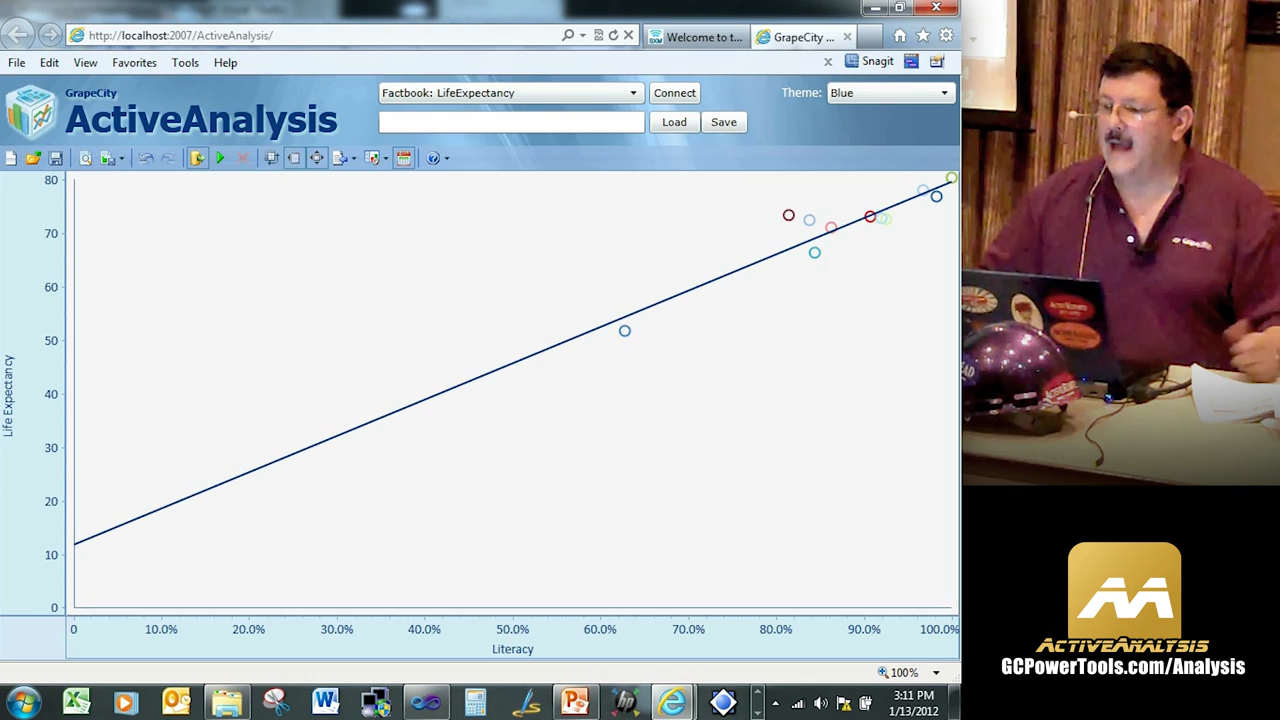 http://localhost:2007/ActiveAnalysis/
Welcome to t...
GrapeCity ...
File Edit View Favorites Tools Help
Snagit
GrapeCity
ActiveAnalysis
Factbook: LifeExpectancy
Connect
Theme: Blue
Load Save
80
70
60
50
40
30
20
10
0
Life Expectancy
0 10.0% 20.0% 30.0% 40.0% 50.0% 60.0% 70.0% 80.0% 90.0% 100.0%
Literacy
100%
3:11 PM
1/13/2012
GrapeCity
ACTIVEANALYSIS
GCPowerTools.com/Analysis